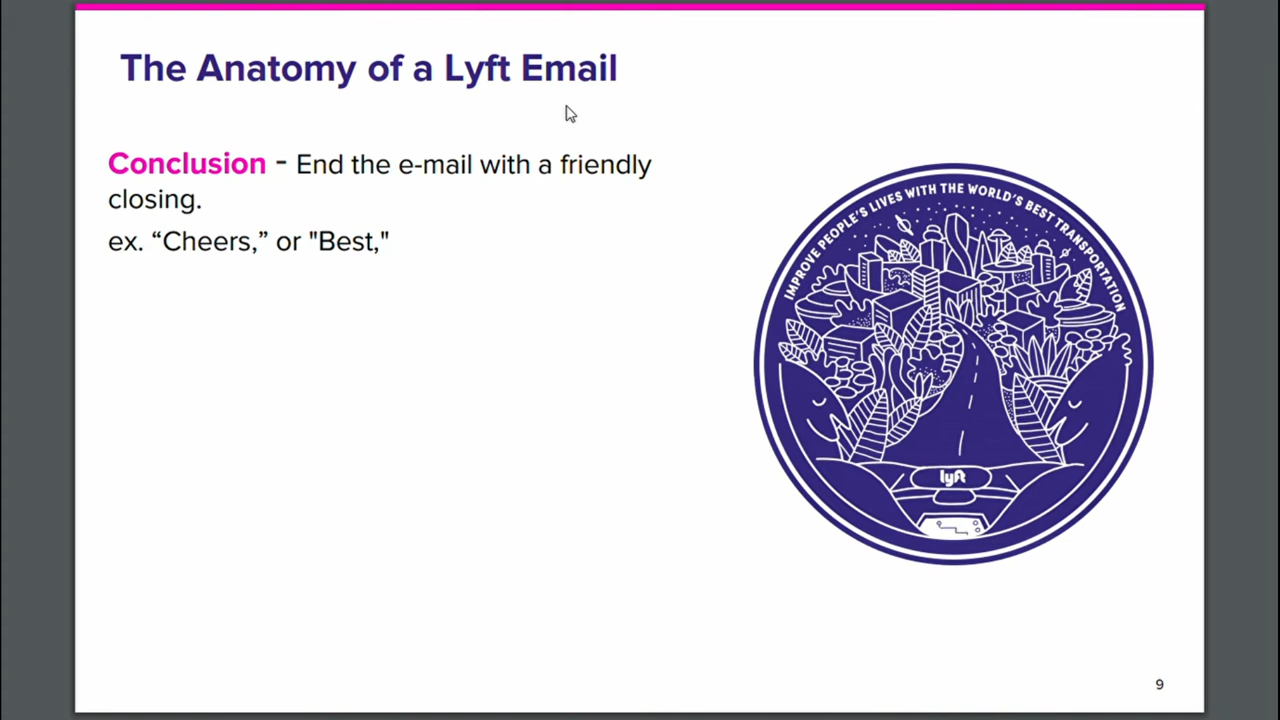 The Anatomy of a Lyft Email
Conclusion - End the e-mail with a friendly
closing.
ex. “Cheers,” or "Best,"
IMPROVE PEOPLE'S LIVES WITH THE WORLD'S BEST TRANSPORTATION
lyft
9